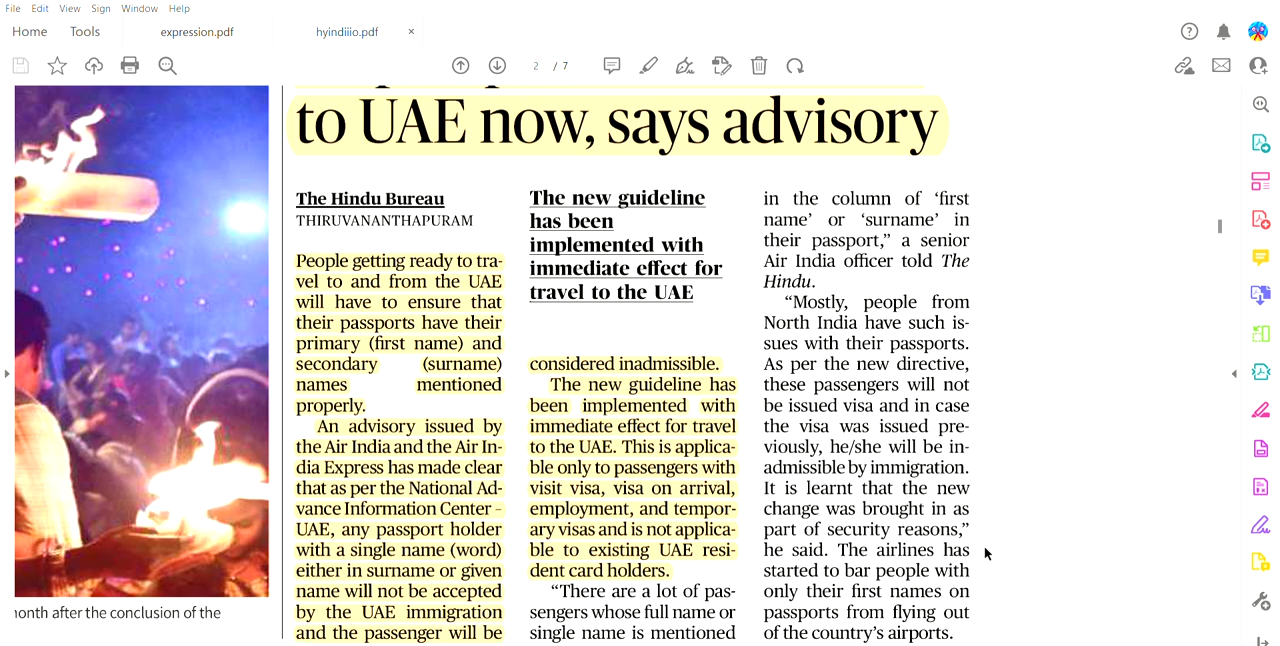 File Edit View Sign Window Help
Home Tools expression.pdf hyindiiio.pdf ×
2 / 7
to UAE now, says advisory
The Hindu Bureau
THIRUVANANTHAPURAM
People getting ready to tra-
vel to and from the UAE
will have to ensure that
their passports have their
primary (first name) and
secondary (surname)
names mentioned
properly.
An advisory issued by
the Air India and the Air In-
dia Express has made clear
that as per the National Ad-
vance Information Center -
UAE, any passport holder
with a single name (word)
either in surname or given
name will not be accepted
by the UAE immigration
and the passenger will be
The new guideline
has been
implemented with
immediate effect for
travel to the UAE
considered inadmissible.
The new guideline has
been implemented with
immediate effect for travel
to the UAE. This is applica-
ble only to passengers with
visit visa, visa on arrival,
employment, and tempor-
ary visas and is not applica-
ble to existing UAE resi-
dent card holders.
“There are a lot of pas-
sengers whose full name or
single name is mentioned
in the column of ‘first
name’ or ‘surname’ in
their passport,” a senior
Air India officer told The
Hindu.
“Mostly, people from
North India have such is-
sues with their passports.
As per the new directive,
these passengers will not
be issued visa and in case
the visa was issued pre-
viously, he/she will be in-
admissible by immigration.
It is learnt that the new
change was brought in as
part of security reasons,”
he said. The airlines has
started to bar people with
only their first names on
passports from flying out
of the country’s airports.
after the conclusion of the